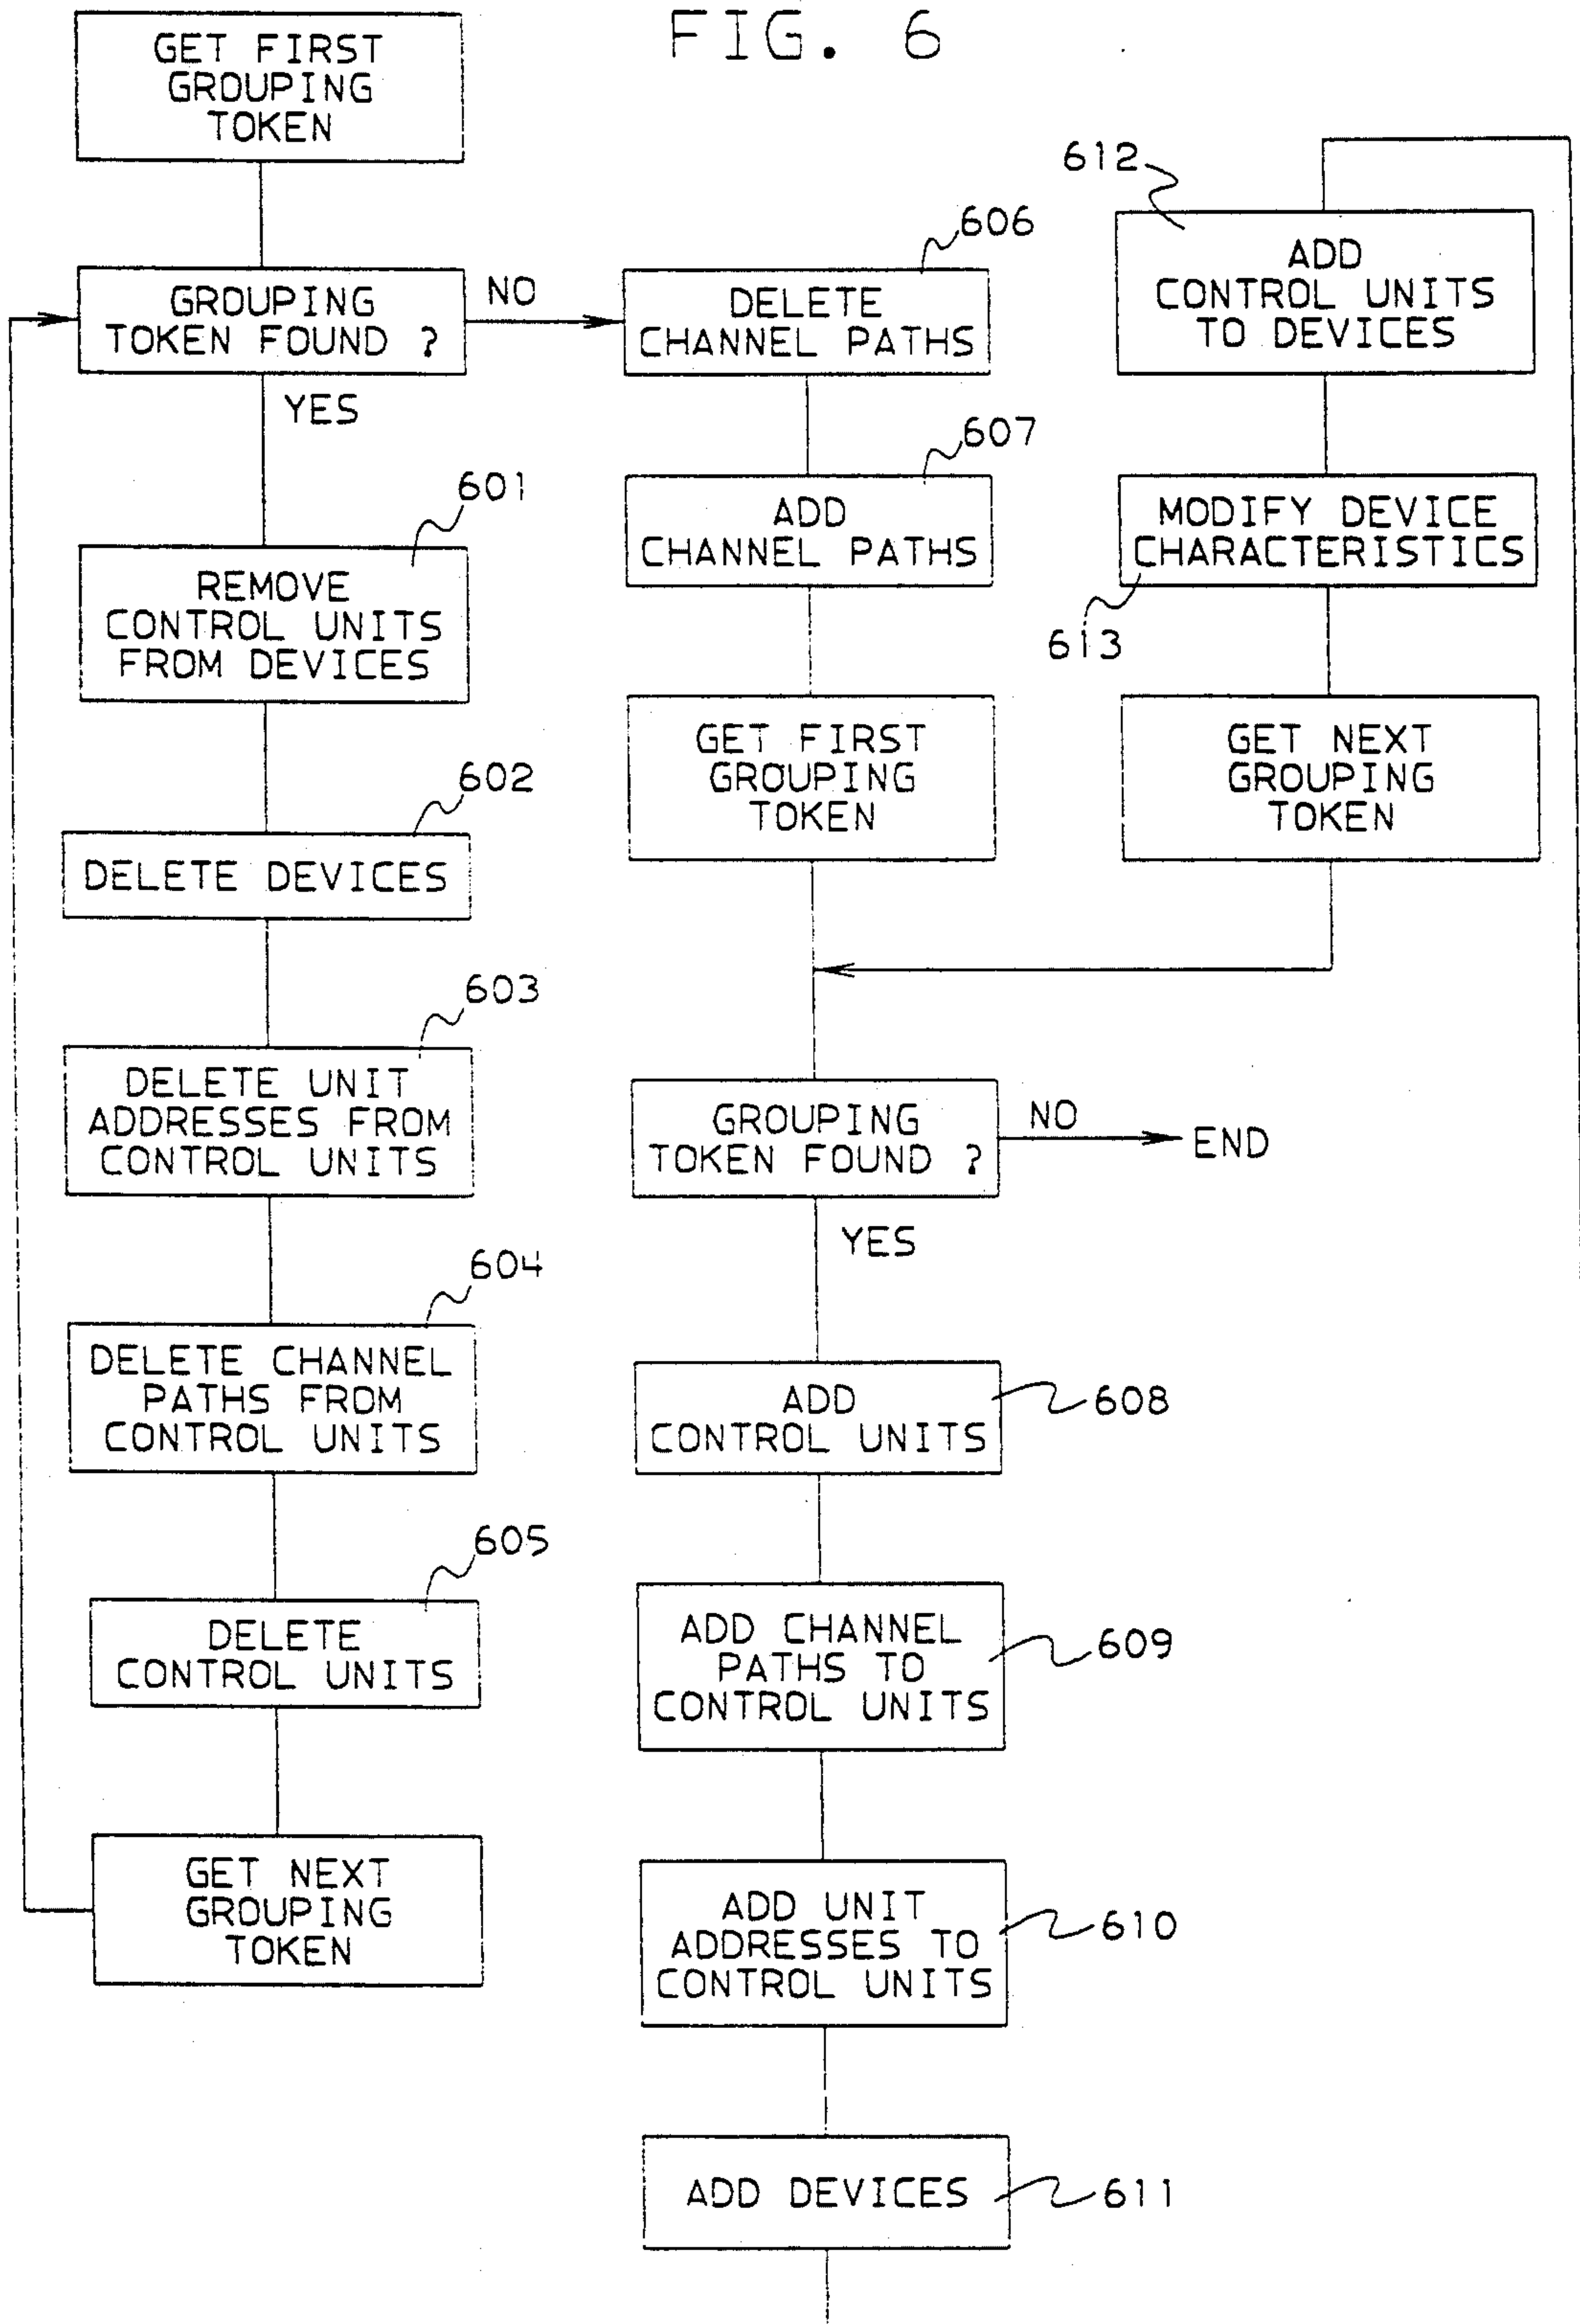 FIG. 6
GET FIRST
GROUPING
TOKEN
GROUPING
TOKEN FOUND ?
NO
YES
601
REMOVE
CONTROL UNITS
FROM DEVICES
602
DELETE DEVICES
603
DELETE UNIT
ADDRESSES FROM
CONTROL UNITS
604
DELETE CHANNEL
PATHS FROM
CONTROL UNITS
605
DELETE
CONTROL UNITS
GET NEXT
GROUPING
TOKEN
606
DELETE
CHANNEL PATHS
607
ADD
CHANNEL PATHS
GET FIRST
GROUPING
TOKEN
GROUPING
TOKEN FOUND ?
NO
END
YES
ADD
CONTROL UNITS
608
ADD CHANNEL
PATHS TO
CONTROL UNITS
609
ADD UNIT
ADDRESSES TO
CONTROL UNITS
610
ADD DEVICES
611
612
ADD
CONTROL UNITS
TO DEVICES
MODIFY DEVICE
CHARACTERISTICS
613
GET NEXT
GROUPING
TOKEN